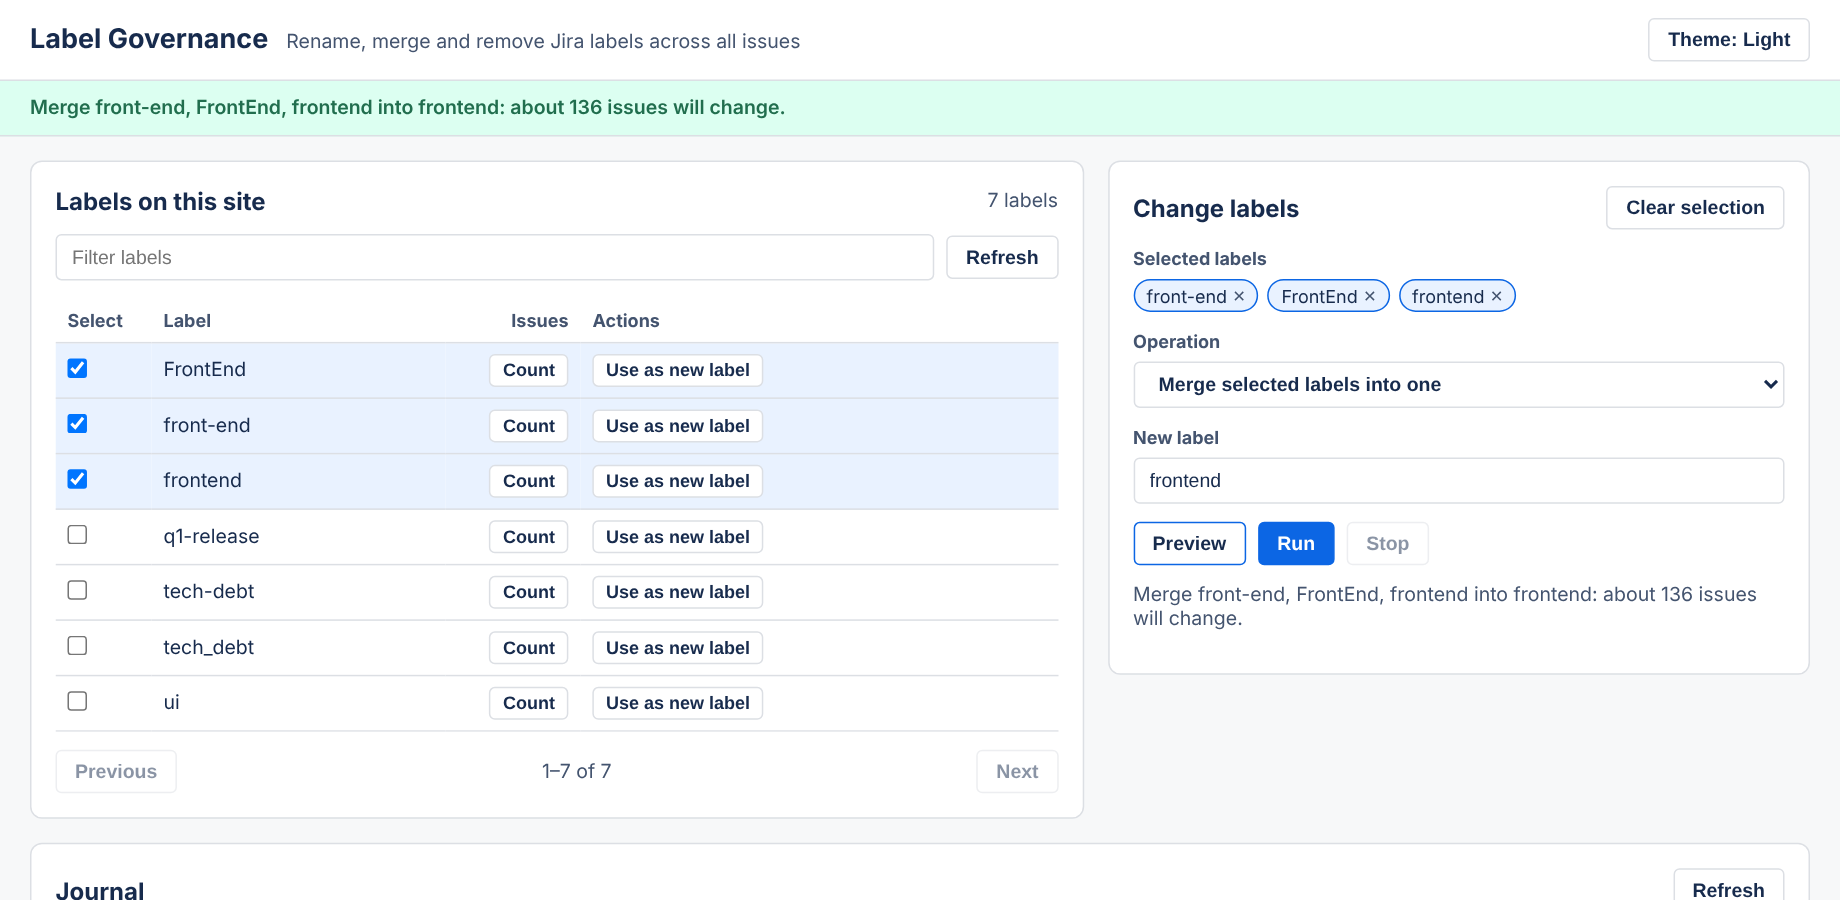 Label Governance
Rename, merge and remove Jira labels across all issues
Theme: Light
Merge front-end, FrontEnd, frontend into frontend: about 136 issues will change.
Labels on this site
7 labels
Filter labels
Refresh
Select Label Issues Actions
FrontEnd Count Use as new label
front-end Count Use as new label
frontend Count Use as new label
q1-release Count Use as new label
tech-debt Count Use as new label
tech_debt Count Use as new label
ui Count Use as new label
Previous
1–7 of 7
Next
Change labels
Clear selection
Selected labels
front-end × FrontEnd × frontend ×
Operation
Merge selected labels into one
New label
frontend
Preview Run Stop
Merge front-end, FrontEnd, frontend into frontend: about 136 issues
will change.
Journal
Refresh